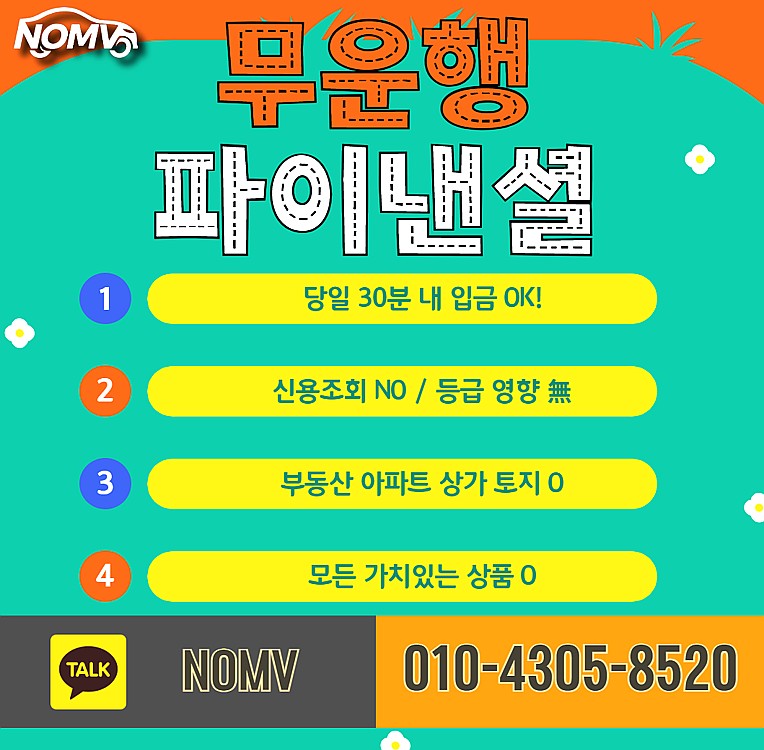 NOMV
무운행
파이낸셜
1 당일 30분 내 입금 OK!
2 신용조회 NO / 등급 영향 無
3 부동산 아파트 상가 토지 O
4 모든 가치있는 상품 O
TALK NOMV 010-4305-8520